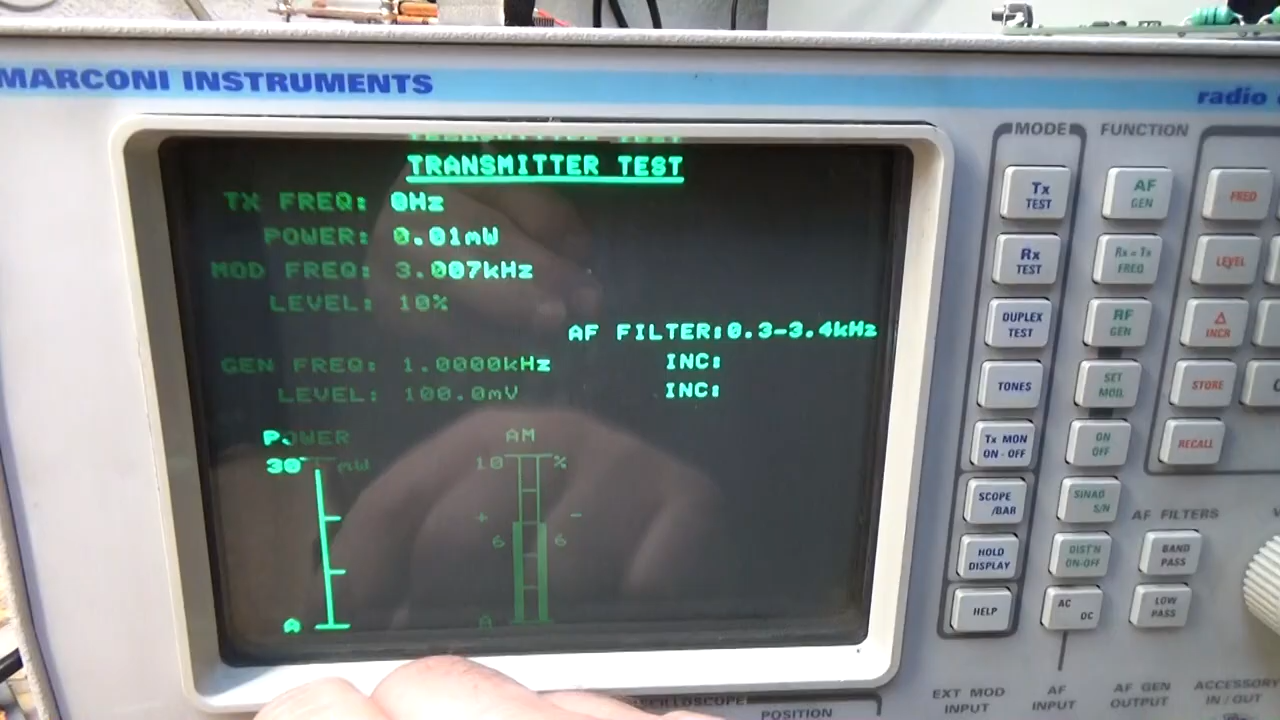 MARCONI INSTRUMENTS
radio
TRANSMITTER TEST
TX FREQ: 0Hz
POWER: 0.01mW
MOD FREQ: 3.007kHz
LEVEL: 10%
AF FILTER:0.3-3.4kHz
GEN FREQ: 1.0000kHz INC:
LEVEL: 100.0mV INC:
POWER AM
30 mW 10 %
+ -
6 6
MODE FUNCTION
Tx TEST
AF GEN
FREQ
Rx TEST
Rx=Tx FREQ
LEVEL
DUPLEX TEST
RF GEN
Δ INCR
TONES
SET MOD.
STORE
Tx MON ON-OFF
ON OFF
RECALL
SCOPE /BAR
SINAD S/N
AF FILTERS
HOLD DISPLAY
DIST'N ON-OFF
BAND PASS
HELP
AC DC
LOW PASS
EXT MOD INPUT
AF INPUT
AF GEN OUTPUT
ACCESSORY IN/OUT
POSITION